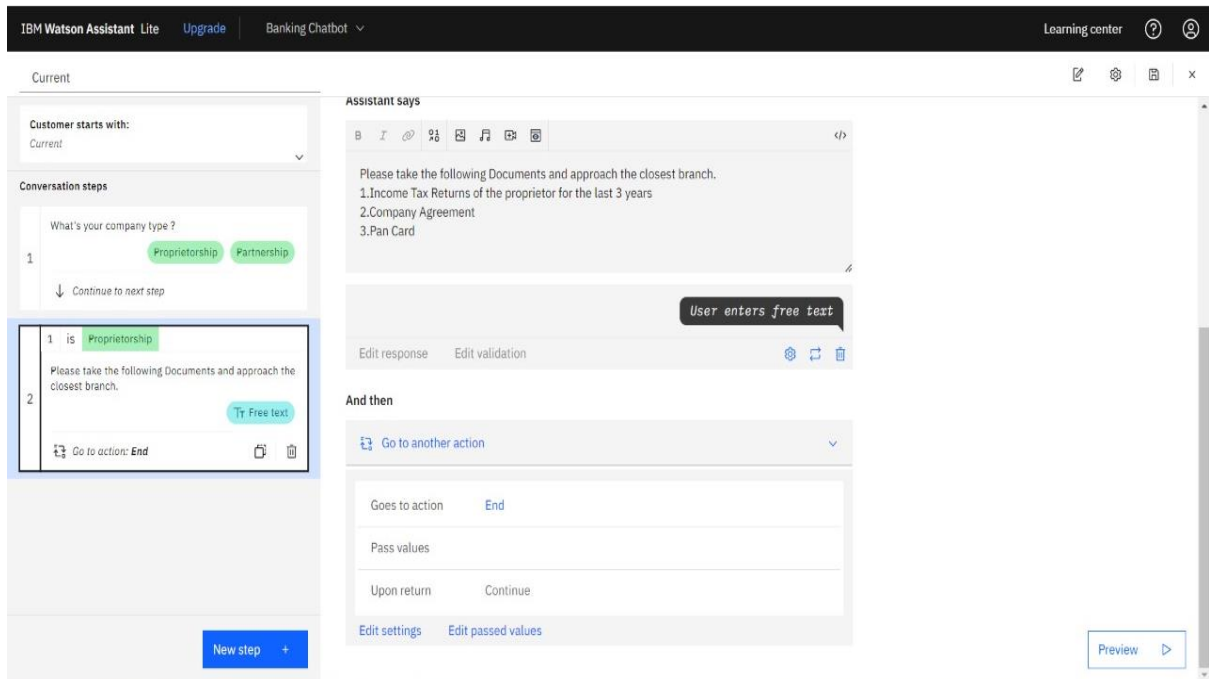 IBM Watson Assistant Lite Upgrade Banking Chatbot Learning center
Current
Customer starts with:
Current
Conversation steps
What's your company type ?
Proprietorship Partnership
1
Continue to next step
1 is Proprietorship
Please take the following Documents and approach the
closest branch.
2
Free text
Go to action: End
New step +
Assistant says
B I </>
Please take the following Documents and approach the closest branch.
1.Income Tax Returns of the proprietor for the last 3 years
2.Company Agreement
3.Pan Card
User enters free text
Edit response Edit validation
And then
Go to another action
Goes to action End
Pass values
Upon return Continue
Edit settings Edit passed values
Preview